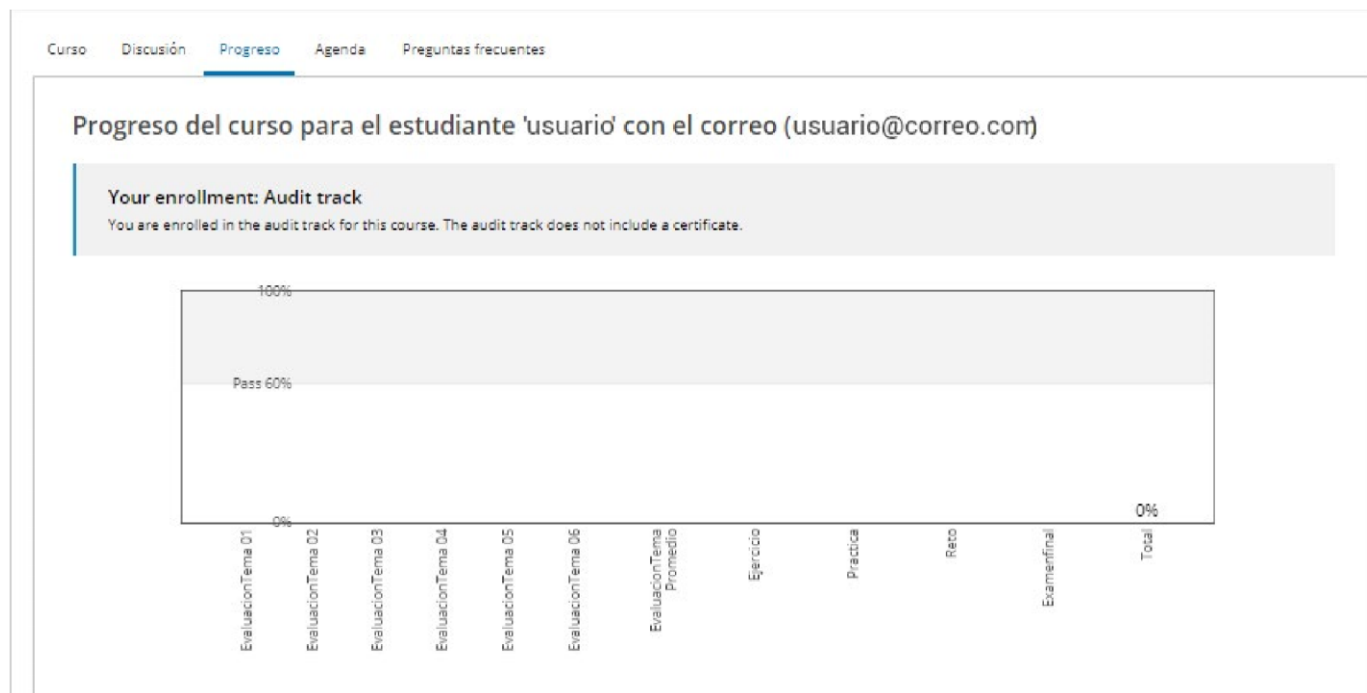 Curso Discusión Progreso Agenda Preguntas frecuentes
Progreso del curso para el estudiante 'usuario' con el correo (usuario@correo.com)
Your enrollment: Audit track
You are enrolled in the audit track for this course. The audit track does not include a certificate.
100%
Pass 60%
0%
0%
EvaluacionTema 01
EvaluacionTema 02
EvaluacionTema 03
EvaluacionTema 04
EvaluacionTema 05
EvaluacionTema 06
EvaluacionTema
Promedio
Ejercicio
Practica
Reto
Examenfinal
Total